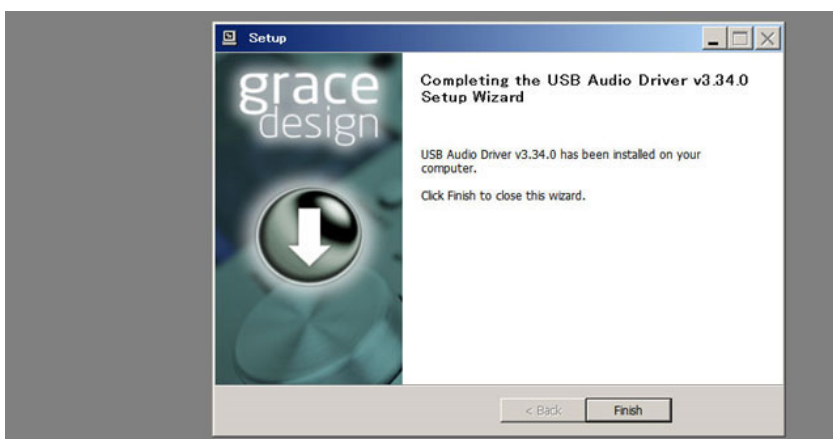 Setup
grace
design
Completing the USB Audio Driver v3.34.0
Setup Wizard
USB Audio Driver v3.34.0 has been installed on your
computer.
Click Finish to close this wizard.
< Back
Finish